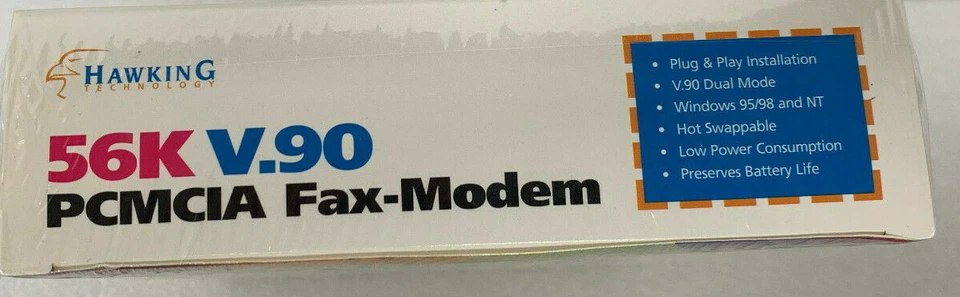 HAWKING
TECHNOLOGY
56K V.90
PCMCIA Fax-Modem
• Plug & Play Installation
• V.90 Dual Mode
• Windows 95/98 and NT
• Hot Swappable
• Low Power Consumption
• Preserves Battery Life